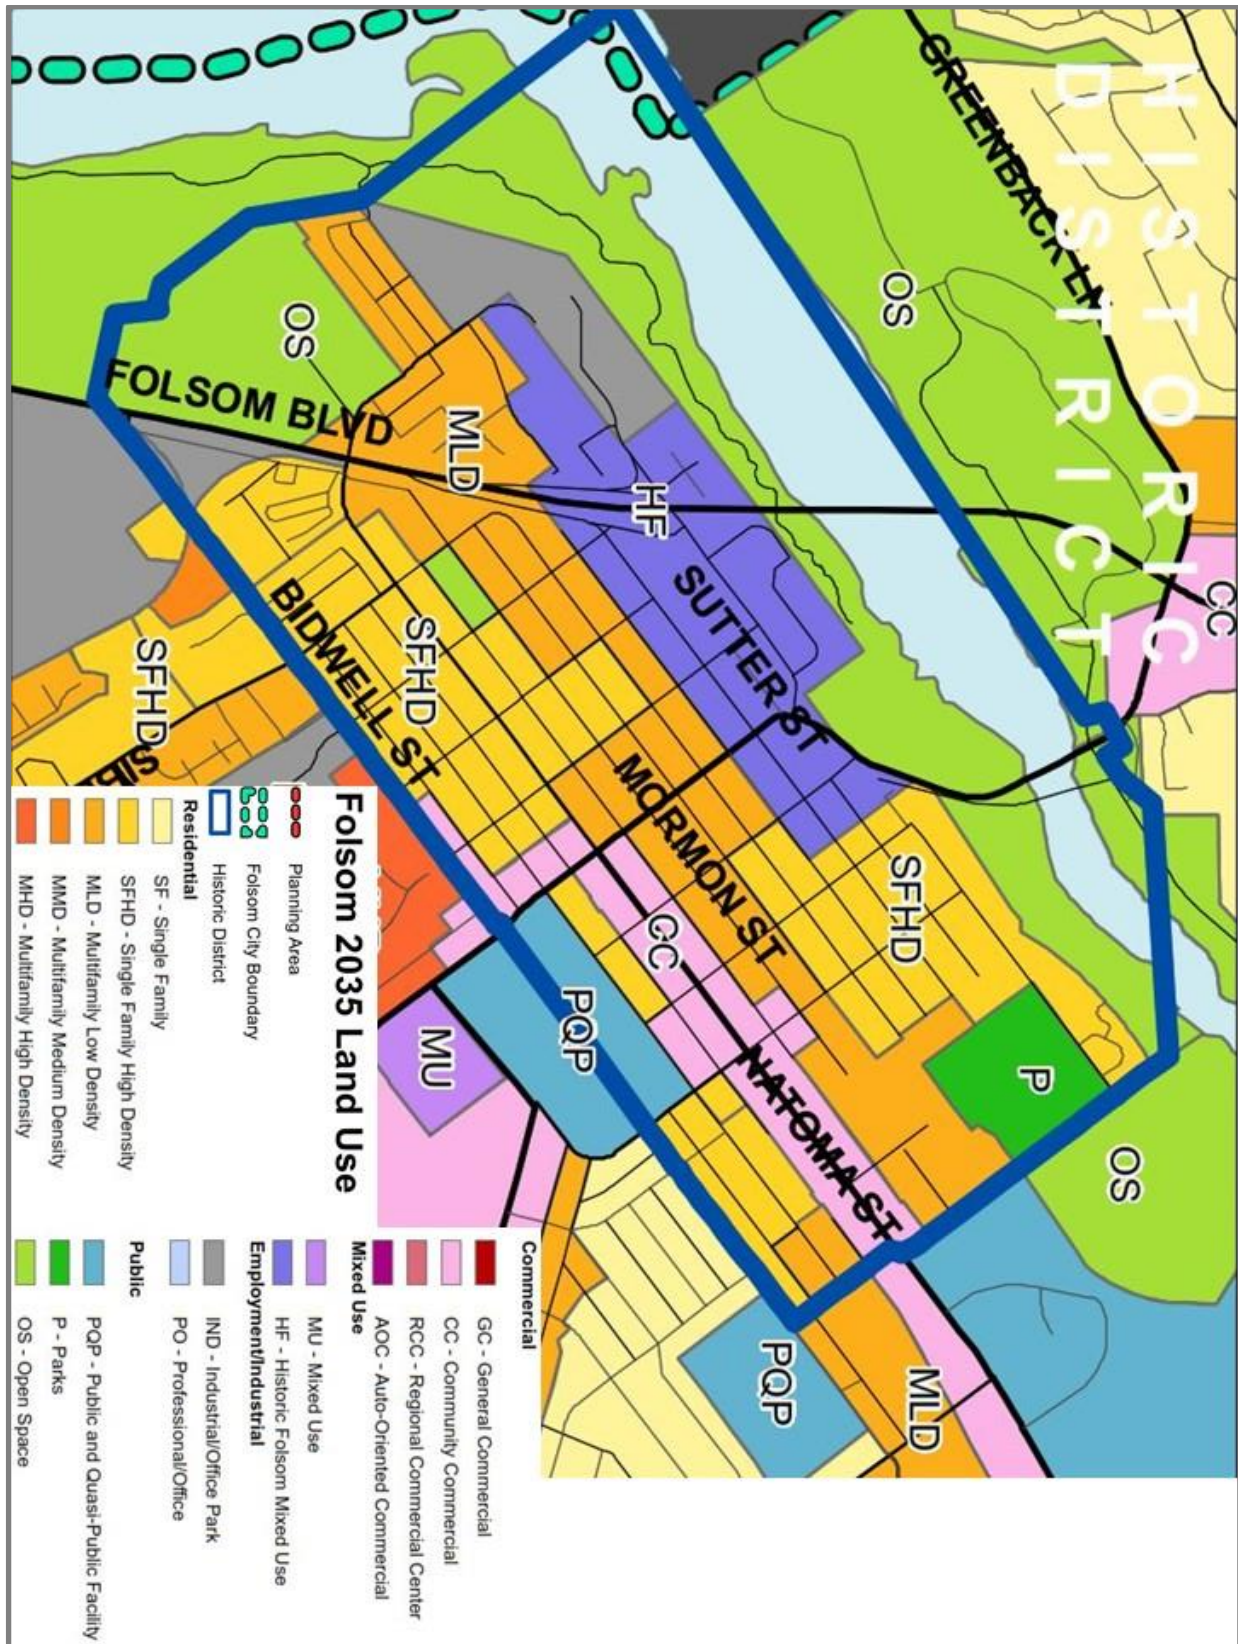 HISTORIC
DISTRICT
GREENBACK LN
CC
OS
OS
FOLSOM BLVD
MLD
HF
SUTTER ST
SFHD
BIDWELL ST
SFHD
MORMON ST
SFHD
CC
PQP
MU
NATOMA ST
P
OS
PQP
MLD
Folsom 2035 Land Use
Planning Area
Folsom City Boundary
Historic District
Residential
SF - Single Family
SFHD - Single Family High Density
MLD - Multifamily Low Density
MMD - Multifamily Medium Density
MHD - Multifamily High Density
Commercial
GC - General Commercial
CC - Community Commercial
RCC - Regional Commercial Center
AOC - Auto-Oriented Commercial
Mixed Use
MU - Mixed Use
HF - Historic Folsom Mixed Use
Employment/Industrial
IND - Industrial/Office Park
PO - Professional/Office
Public
PQP - Public and Quasi-Public Facility
P - Parks
OS - Open Space